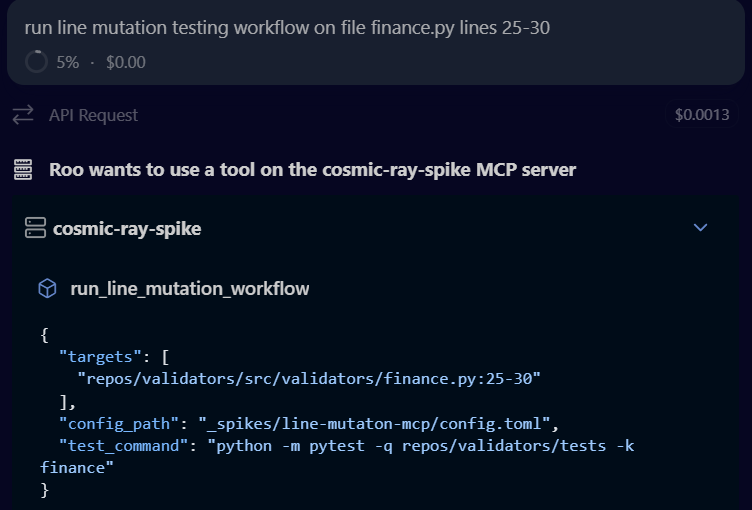 run line mutation testing workflow on file finance.py lines 25-30
5% · $0.00
API Request $0.0013
Roo wants to use a tool on the cosmic-ray-spike MCP server
cosmic-ray-spike
run_line_mutation_workflow
{
  "targets": [
    "repos/validators/src/validators/finance.py:25-30"
  ],
  "config_path": "_spikes/line-mutaton-mcp/config.toml",
  "test_command": "python -m pytest -q repos/validators/tests -k
finance"
}